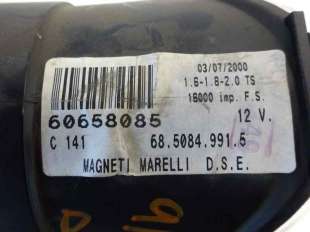 03/07/2000
1.6-1.8-2.0 TS
16000 imp. F.S.
60658085 12 V.
C 141 68.5084.991.5
MAGNETI MARELLI D.S.E.